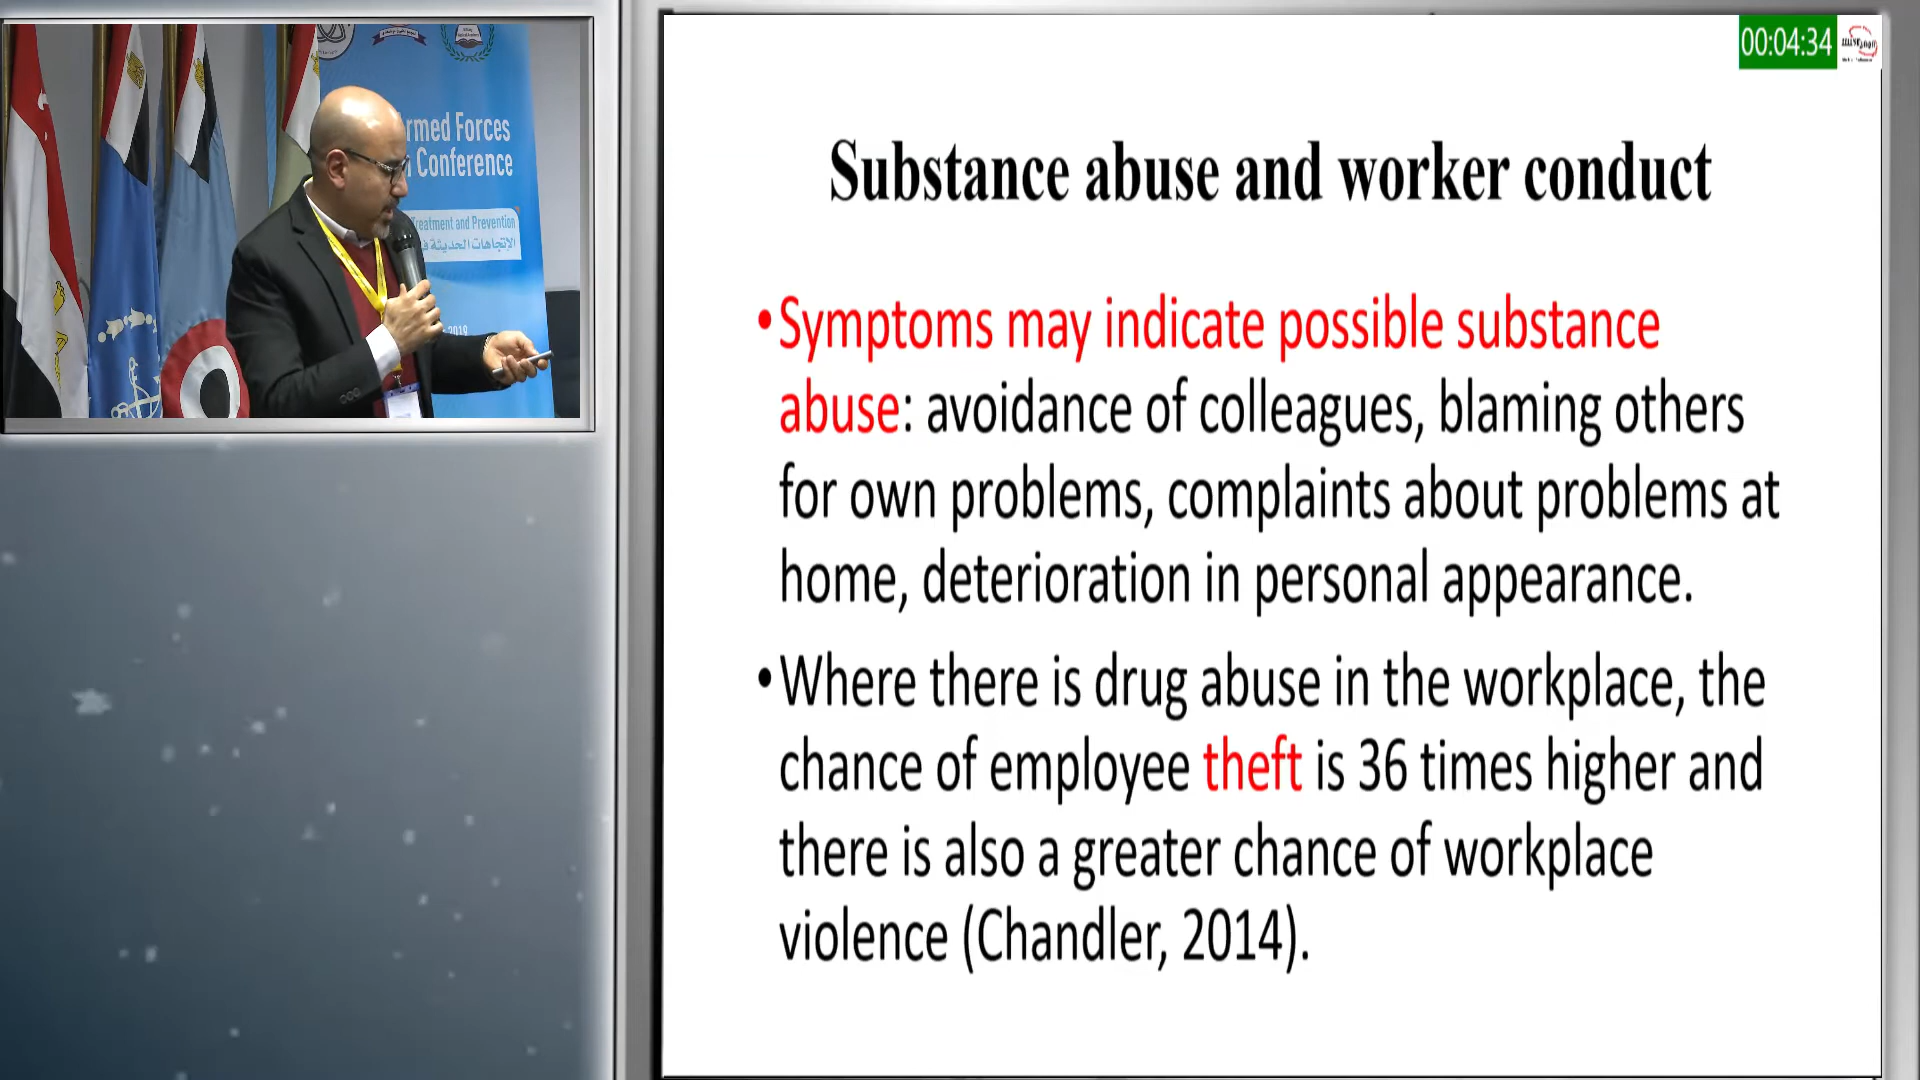 rmed Forces
Conference
Treatment and Prevention
الإتجاهات الحديثة
2019
00:04:34
Substance abuse and worker conduct
•Symptoms may indicate possible substance
abuse: avoidance of colleagues, blaming others
for own problems, complaints about problems at
home, deterioration in personal appearance.
•Where there is drug abuse in the workplace, the
chance of employee theft is 36 times higher and
there is also a greater chance of workplace
violence (Chandler, 2014).